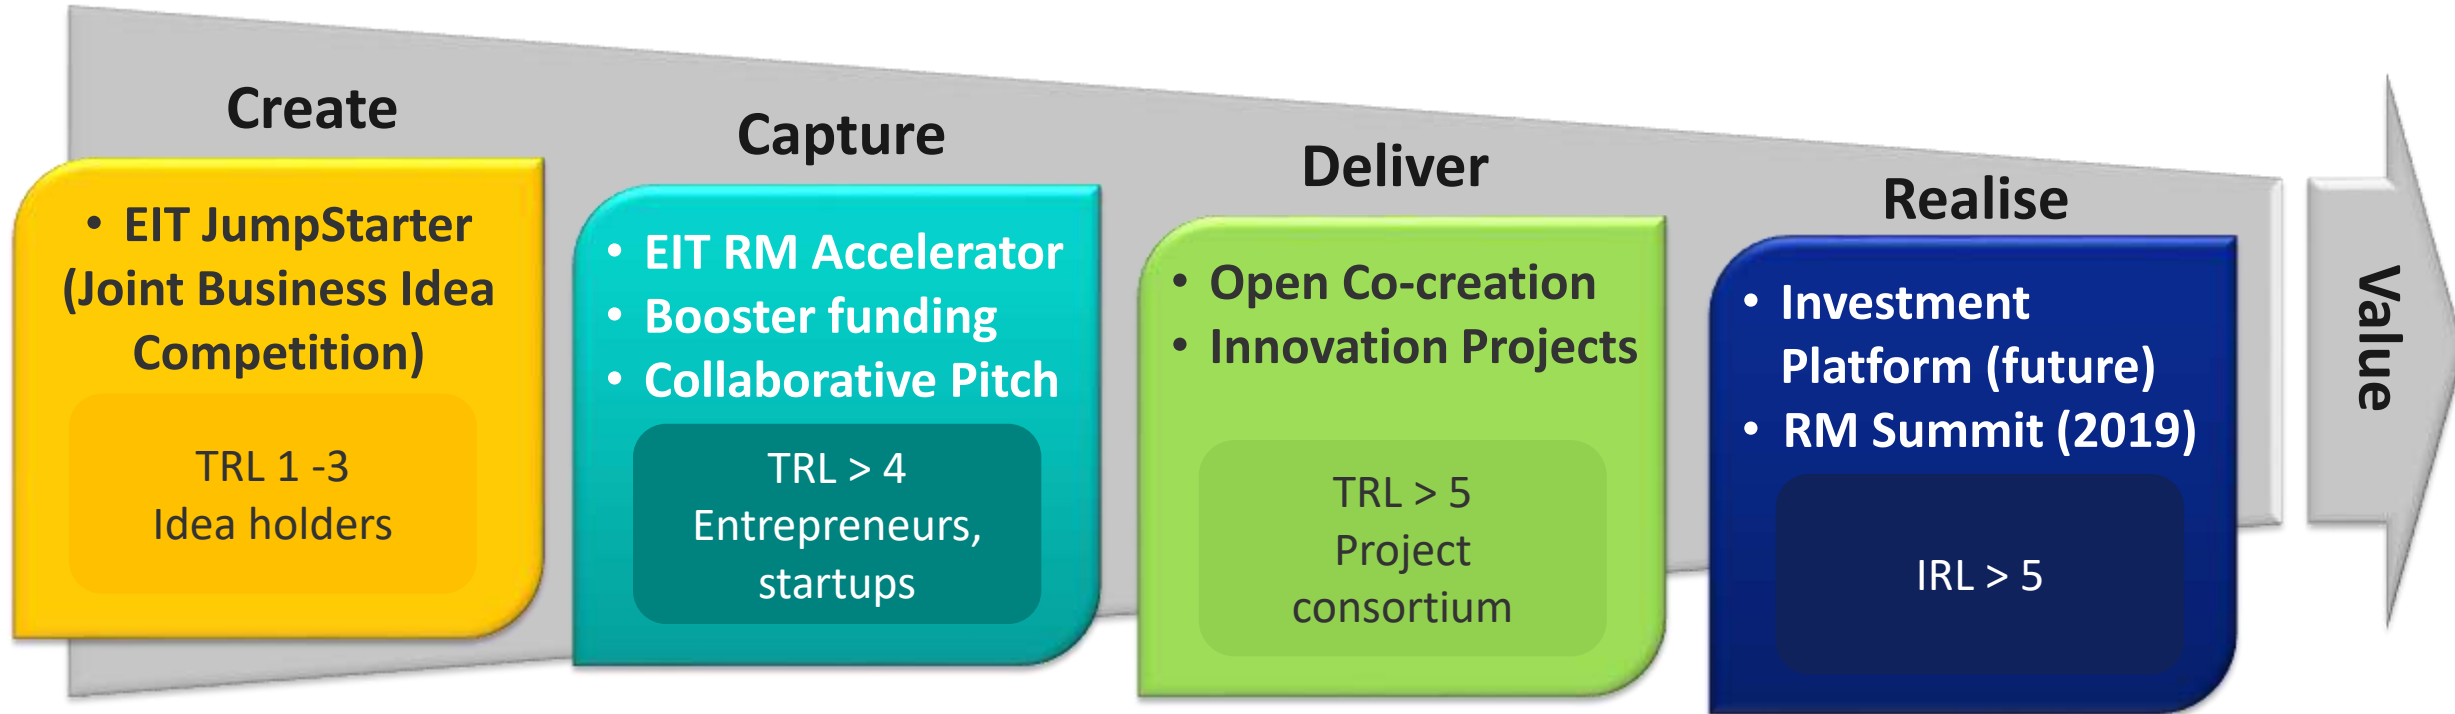 Create
• EIT JumpStarter
(Joint Business Idea
Competition)
TRL 1 -3
Idea holders
Capture
• EIT RM Accelerator
• Booster funding
• Collaborative Pitch
TRL > 4
Entrepreneurs,
startups
Deliver
• Open Co-creation
• Innovation Projects
TRL > 5
Project
consortium
Realise
• Investment
Platform (future)
• RM Summit (2019)
IRL > 5
Value